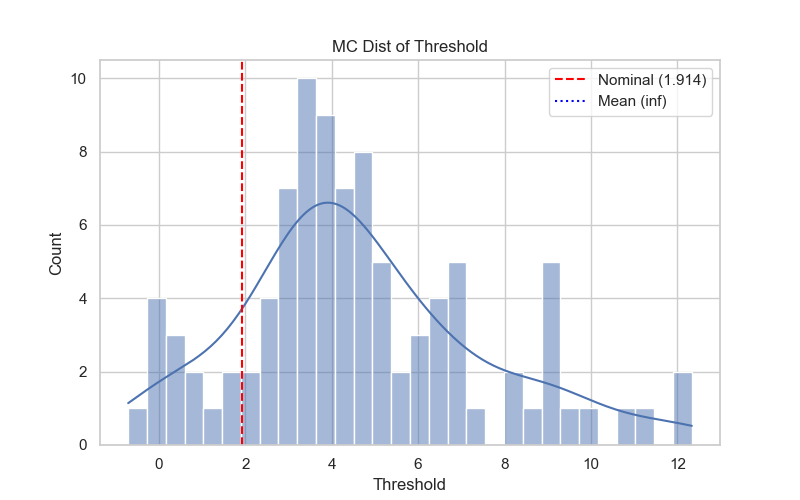 MC Dist of Threshold
Nominal (1.914)
Mean (inf)
Count
10
8
6
4
2
0
0 2 4 6 8 10 12
Threshold